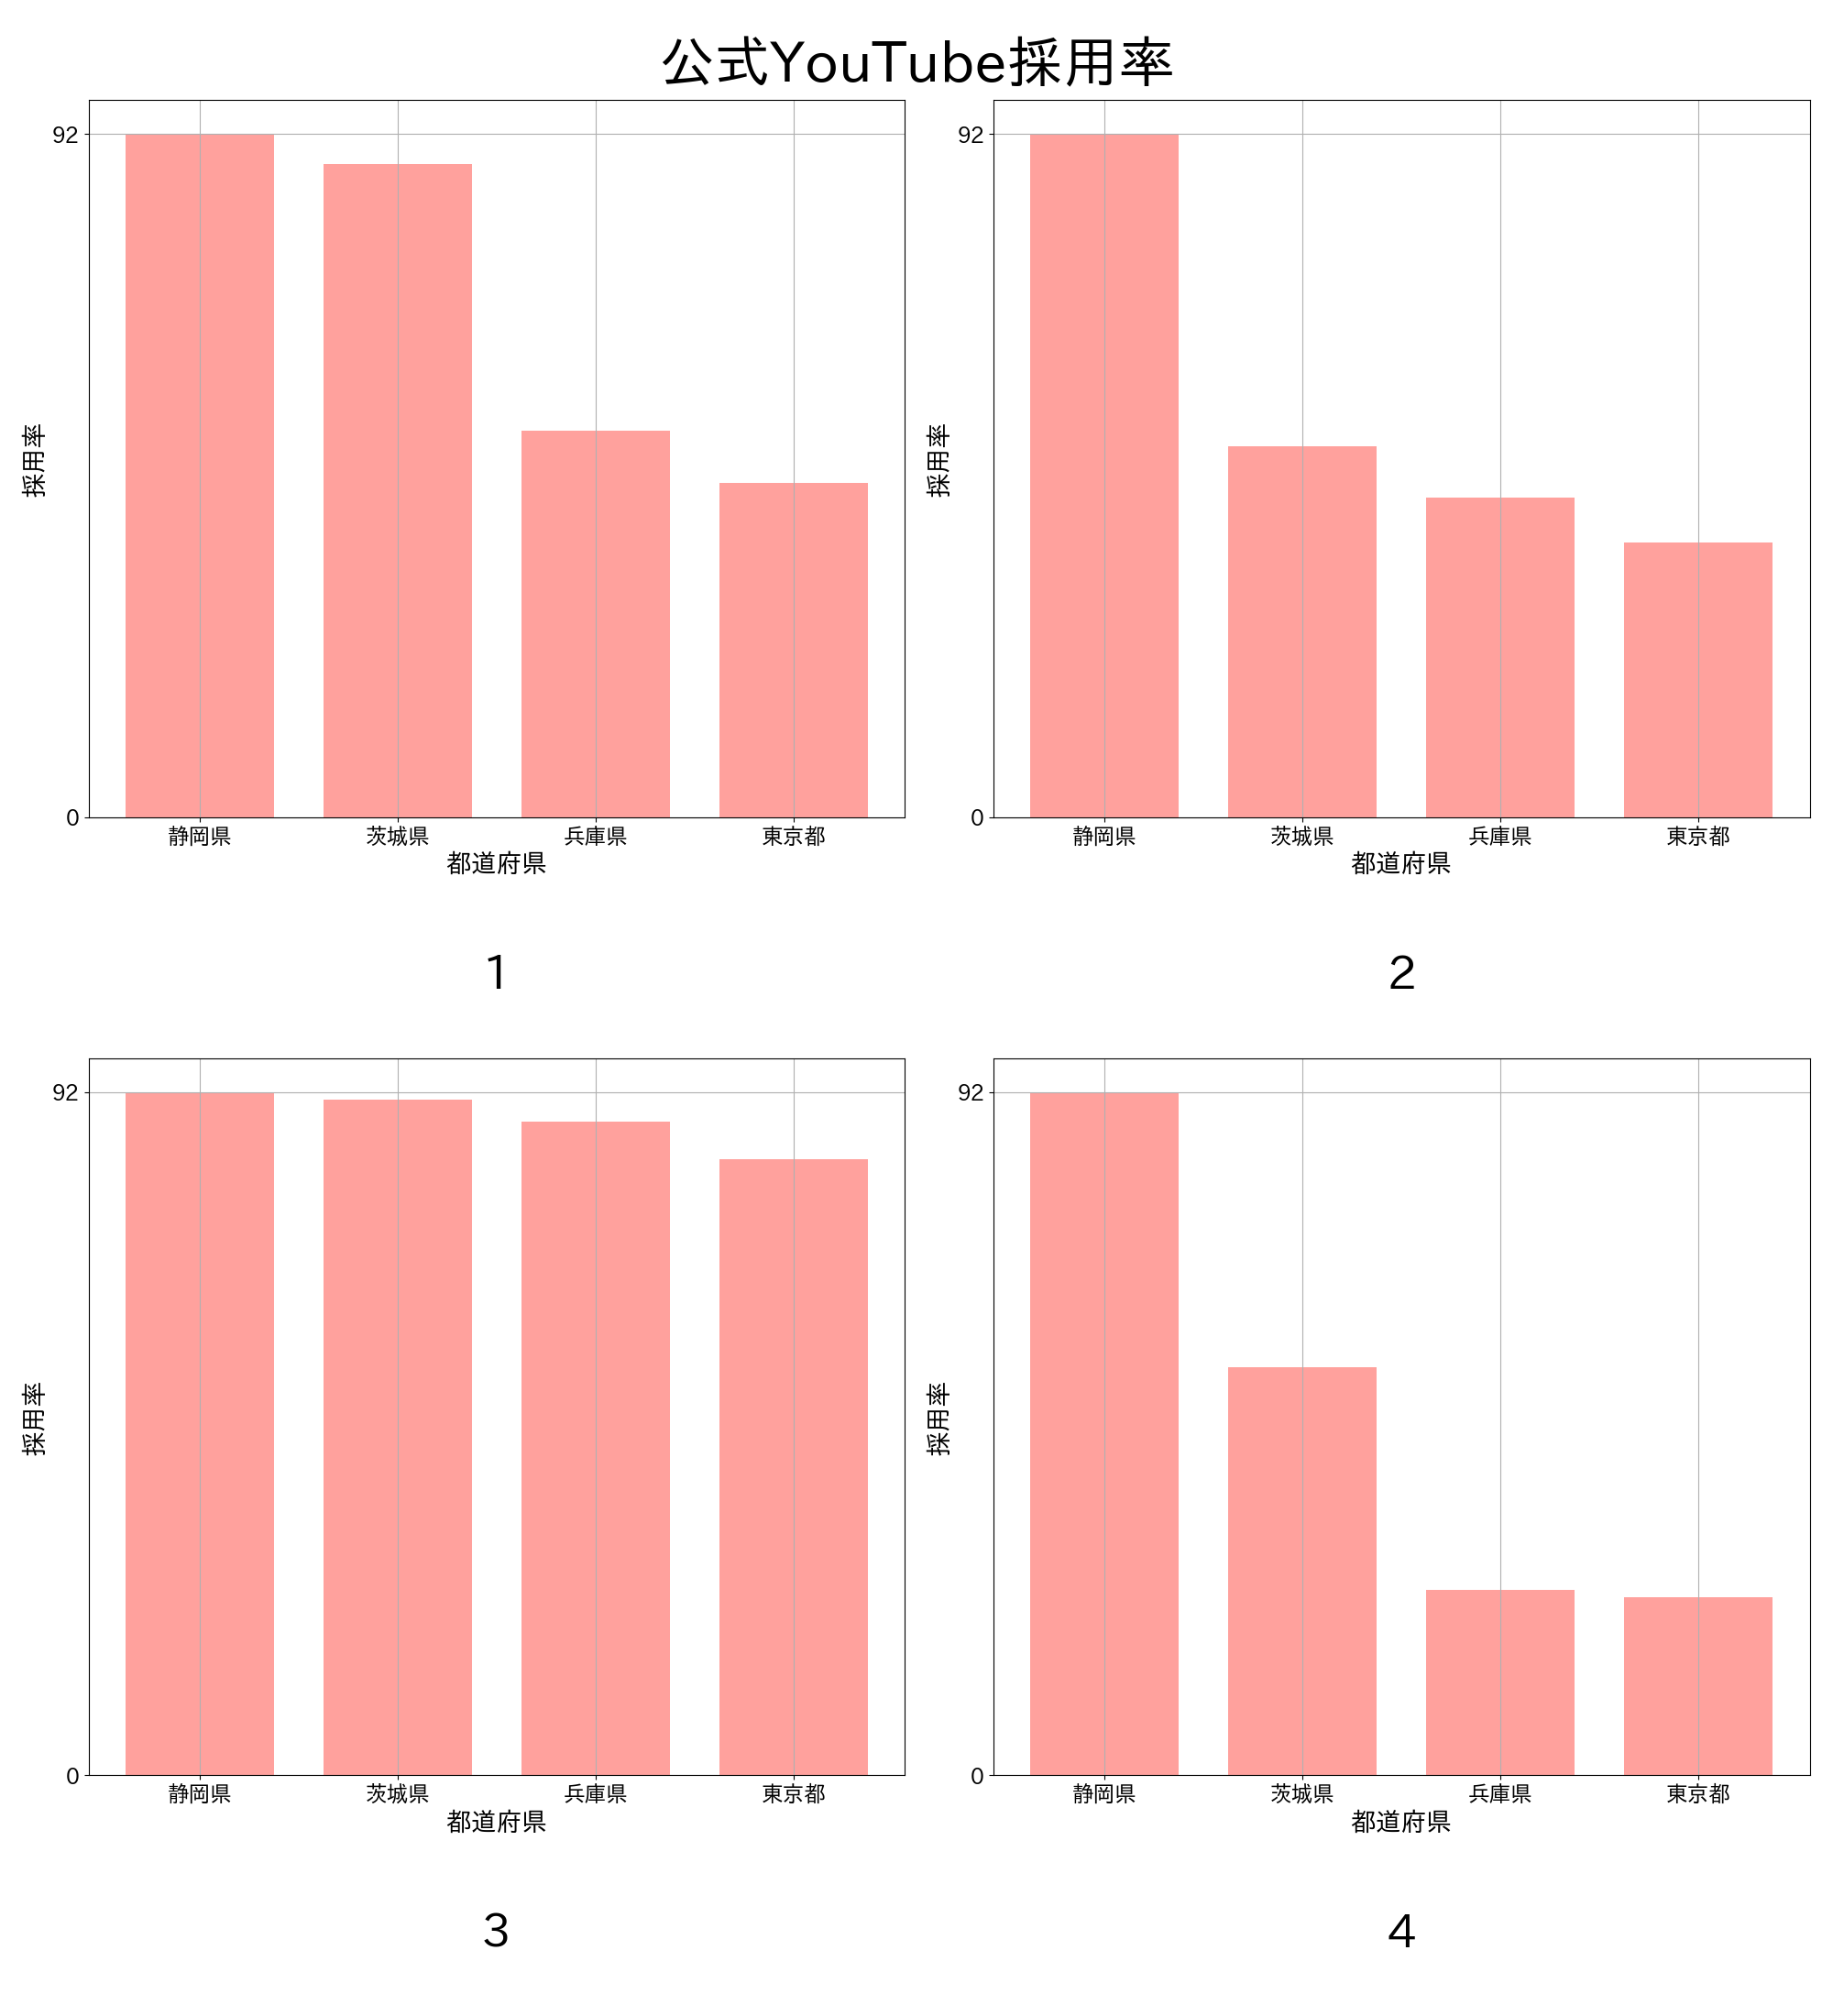 公式YouTube採用率
92
0
採用率
静岡県 茨城県 兵庫県 東京都
都道府県
1
92
0
採用率
静岡県 茨城県 兵庫県 東京都
都道府県
2
92
0
採用率
静岡県 茨城県 兵庫県 東京都
都道府県
3
92
0
採用率
静岡県 茨城県 兵庫県 東京都
都道府県
4